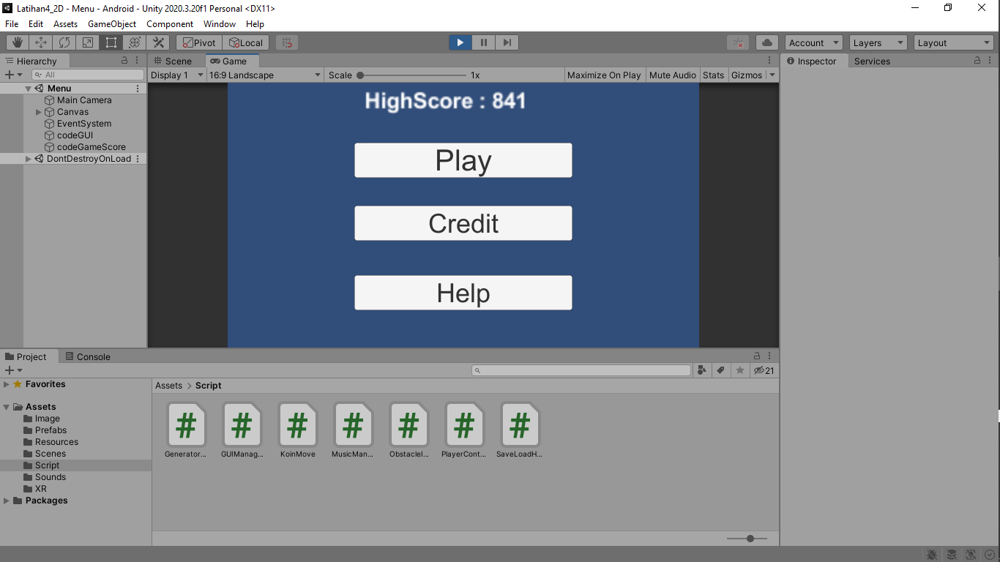 Latihan4_2D - Menu - Android - Unity 2020.3.20f1 Personal <DX11>
File Edit Assets GameObject Component Window Help
Pivot Local Account Layers Layout
Hierarchy
All
Menu
Main Camera
Canvas
EventSystem
codeGUI
codeGameScore
DontDestroyOnLoad
Scene Game
Display 1 16:9 Landscape Scale 1x Maximize On Play Mute Audio Stats Gizmos
HighScore : 841
Play
Credit
Help
Inspector Services
Project Console
21
Favorites
Assets
Image
Prefabs
Resources
Scenes
Script
Sounds
XR
Packages
Assets > Script
# # # # # # #
Generator... GUIManag... KoinMove MusicMan... ObstacleI... PlayerCont... SaveLoadH...